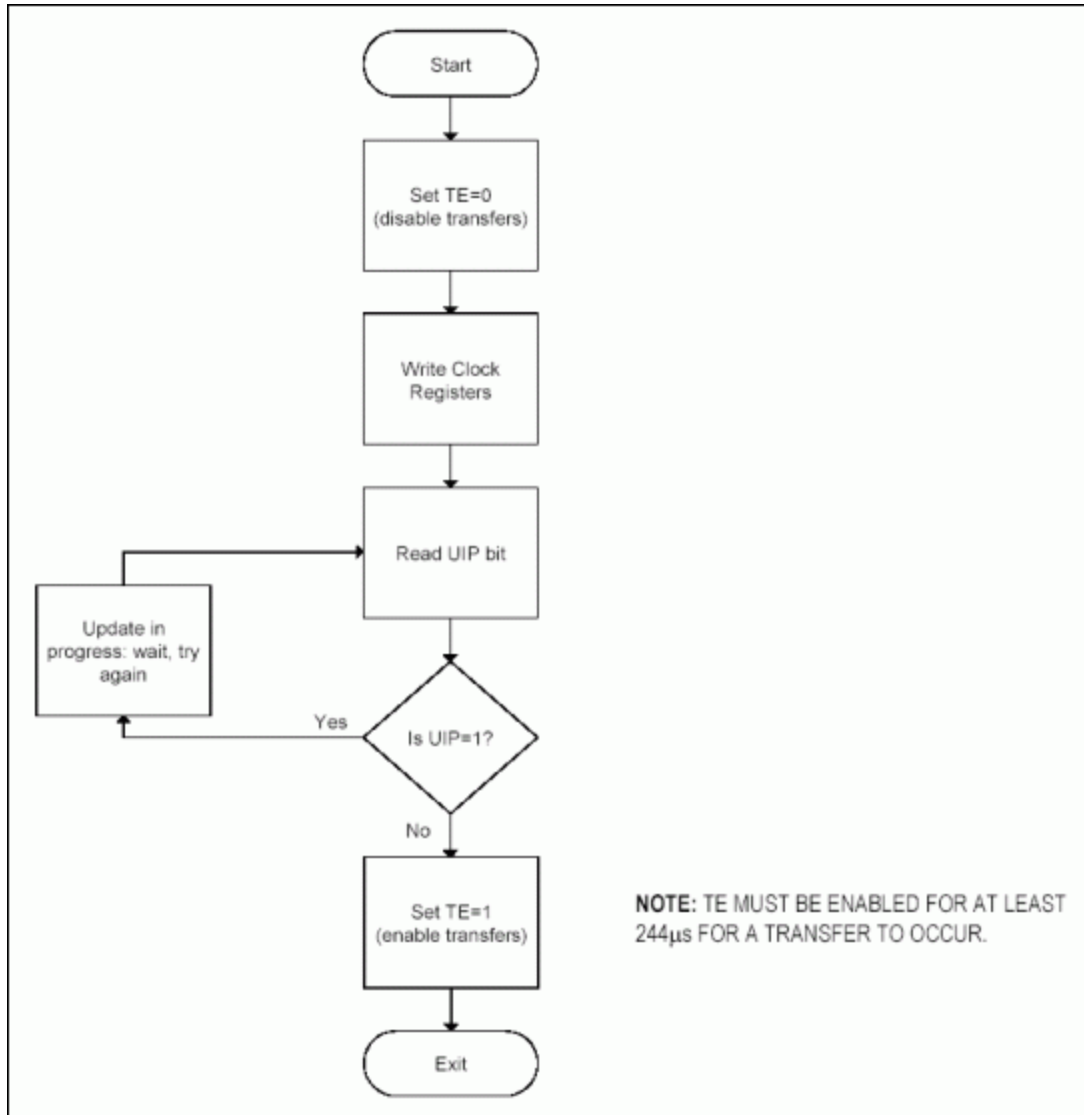 Start
Set TE=0
(disable transfers)
Write Clock
Registers
Read UIP bit
Update in
progress: wait, try
again
Yes
Is UIP=1?
No
Set TE=1
(enable transfers)
NOTE: TE MUST BE ENABLED FOR AT LEAST
244µs FOR A TRANSFER TO OCCUR.
Exit